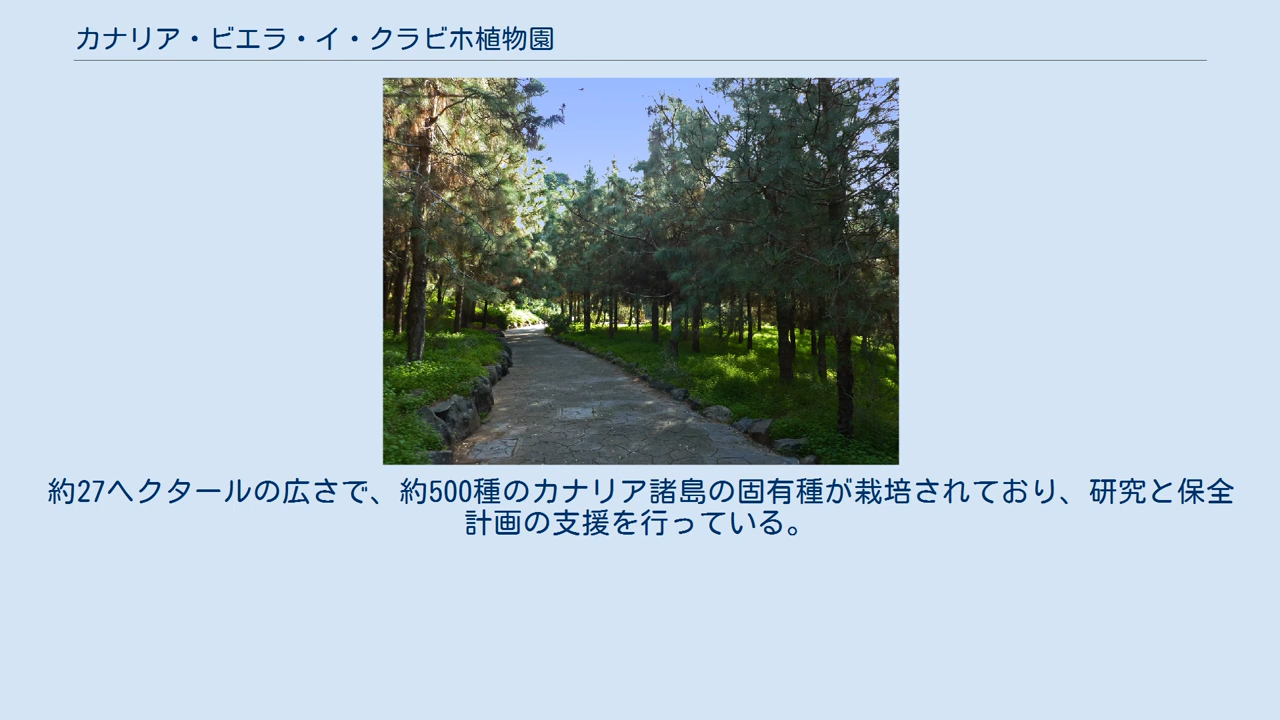 カナリア・ビエラ・イ・クラビホ植物園
約27ヘクタールの広さで、約500種のカナリア諸島の固有種が栽培されており、研究と保全
計画の支援を行っている。